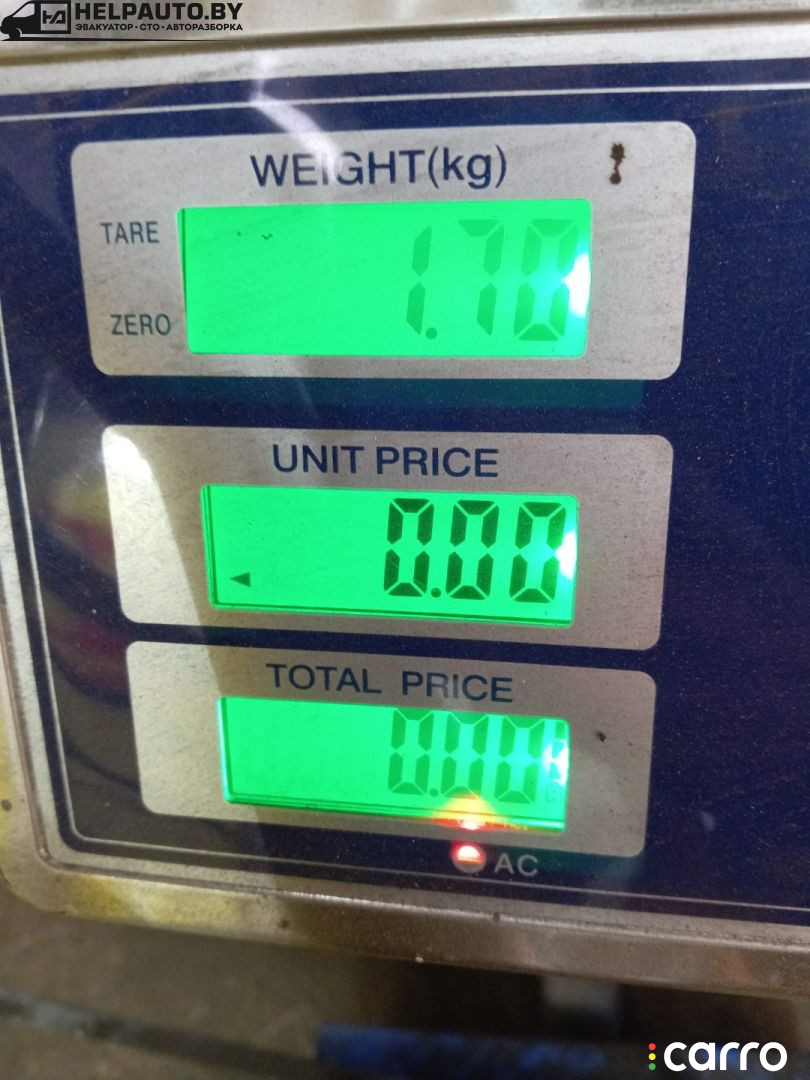 HELPAUTO.BY
ЭВАКУАТОР • СТО • АВТОРАЗБОРКА
WEIGHT(kg)
TARE
1.70
ZERO
UNIT PRICE
0.00
TOTAL PRICE
0.00
AC
carro